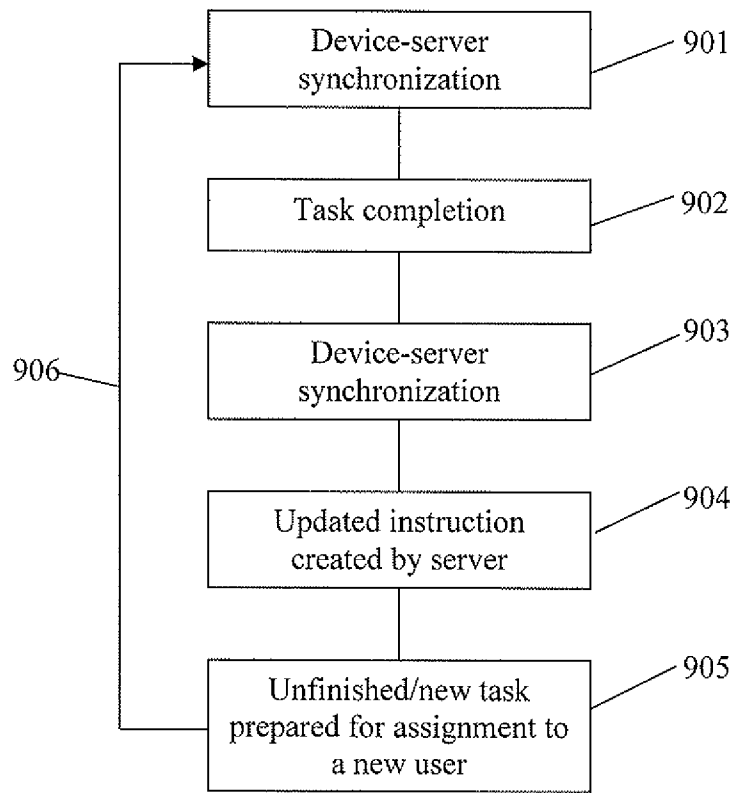 Device-server
synchronization
901
Task completion
902
Device-server
synchronization
903
906
Updated instruction
created by server
904
Unfinished/new task
prepared for assignment to
a new user
905